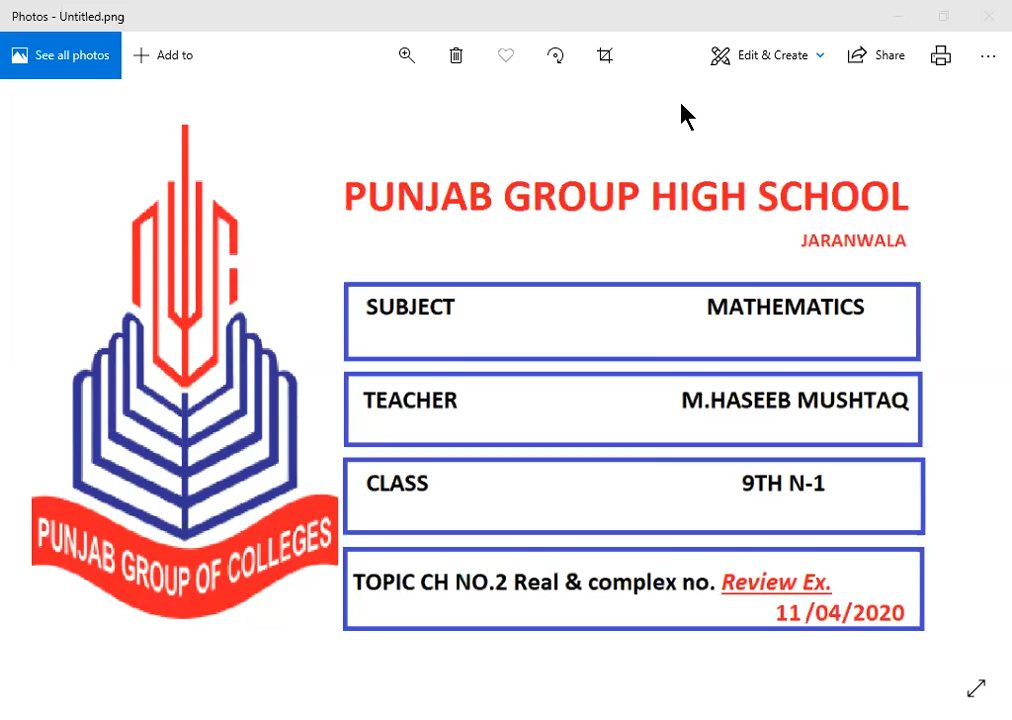 Photos - Untitled.png
See all photos
Add to
Edit & Create
Share
PUNJAB GROUP HIGH SCHOOL
JARANWALA
SUBJECT MATHEMATICS
TEACHER M.HASEEB MUSHTAQ
CLASS 9TH N-1
PUNJAB GROUP OF COLLEGES
TOPIC CH NO.2 Real & complex no. Review Ex.
11/04/2020